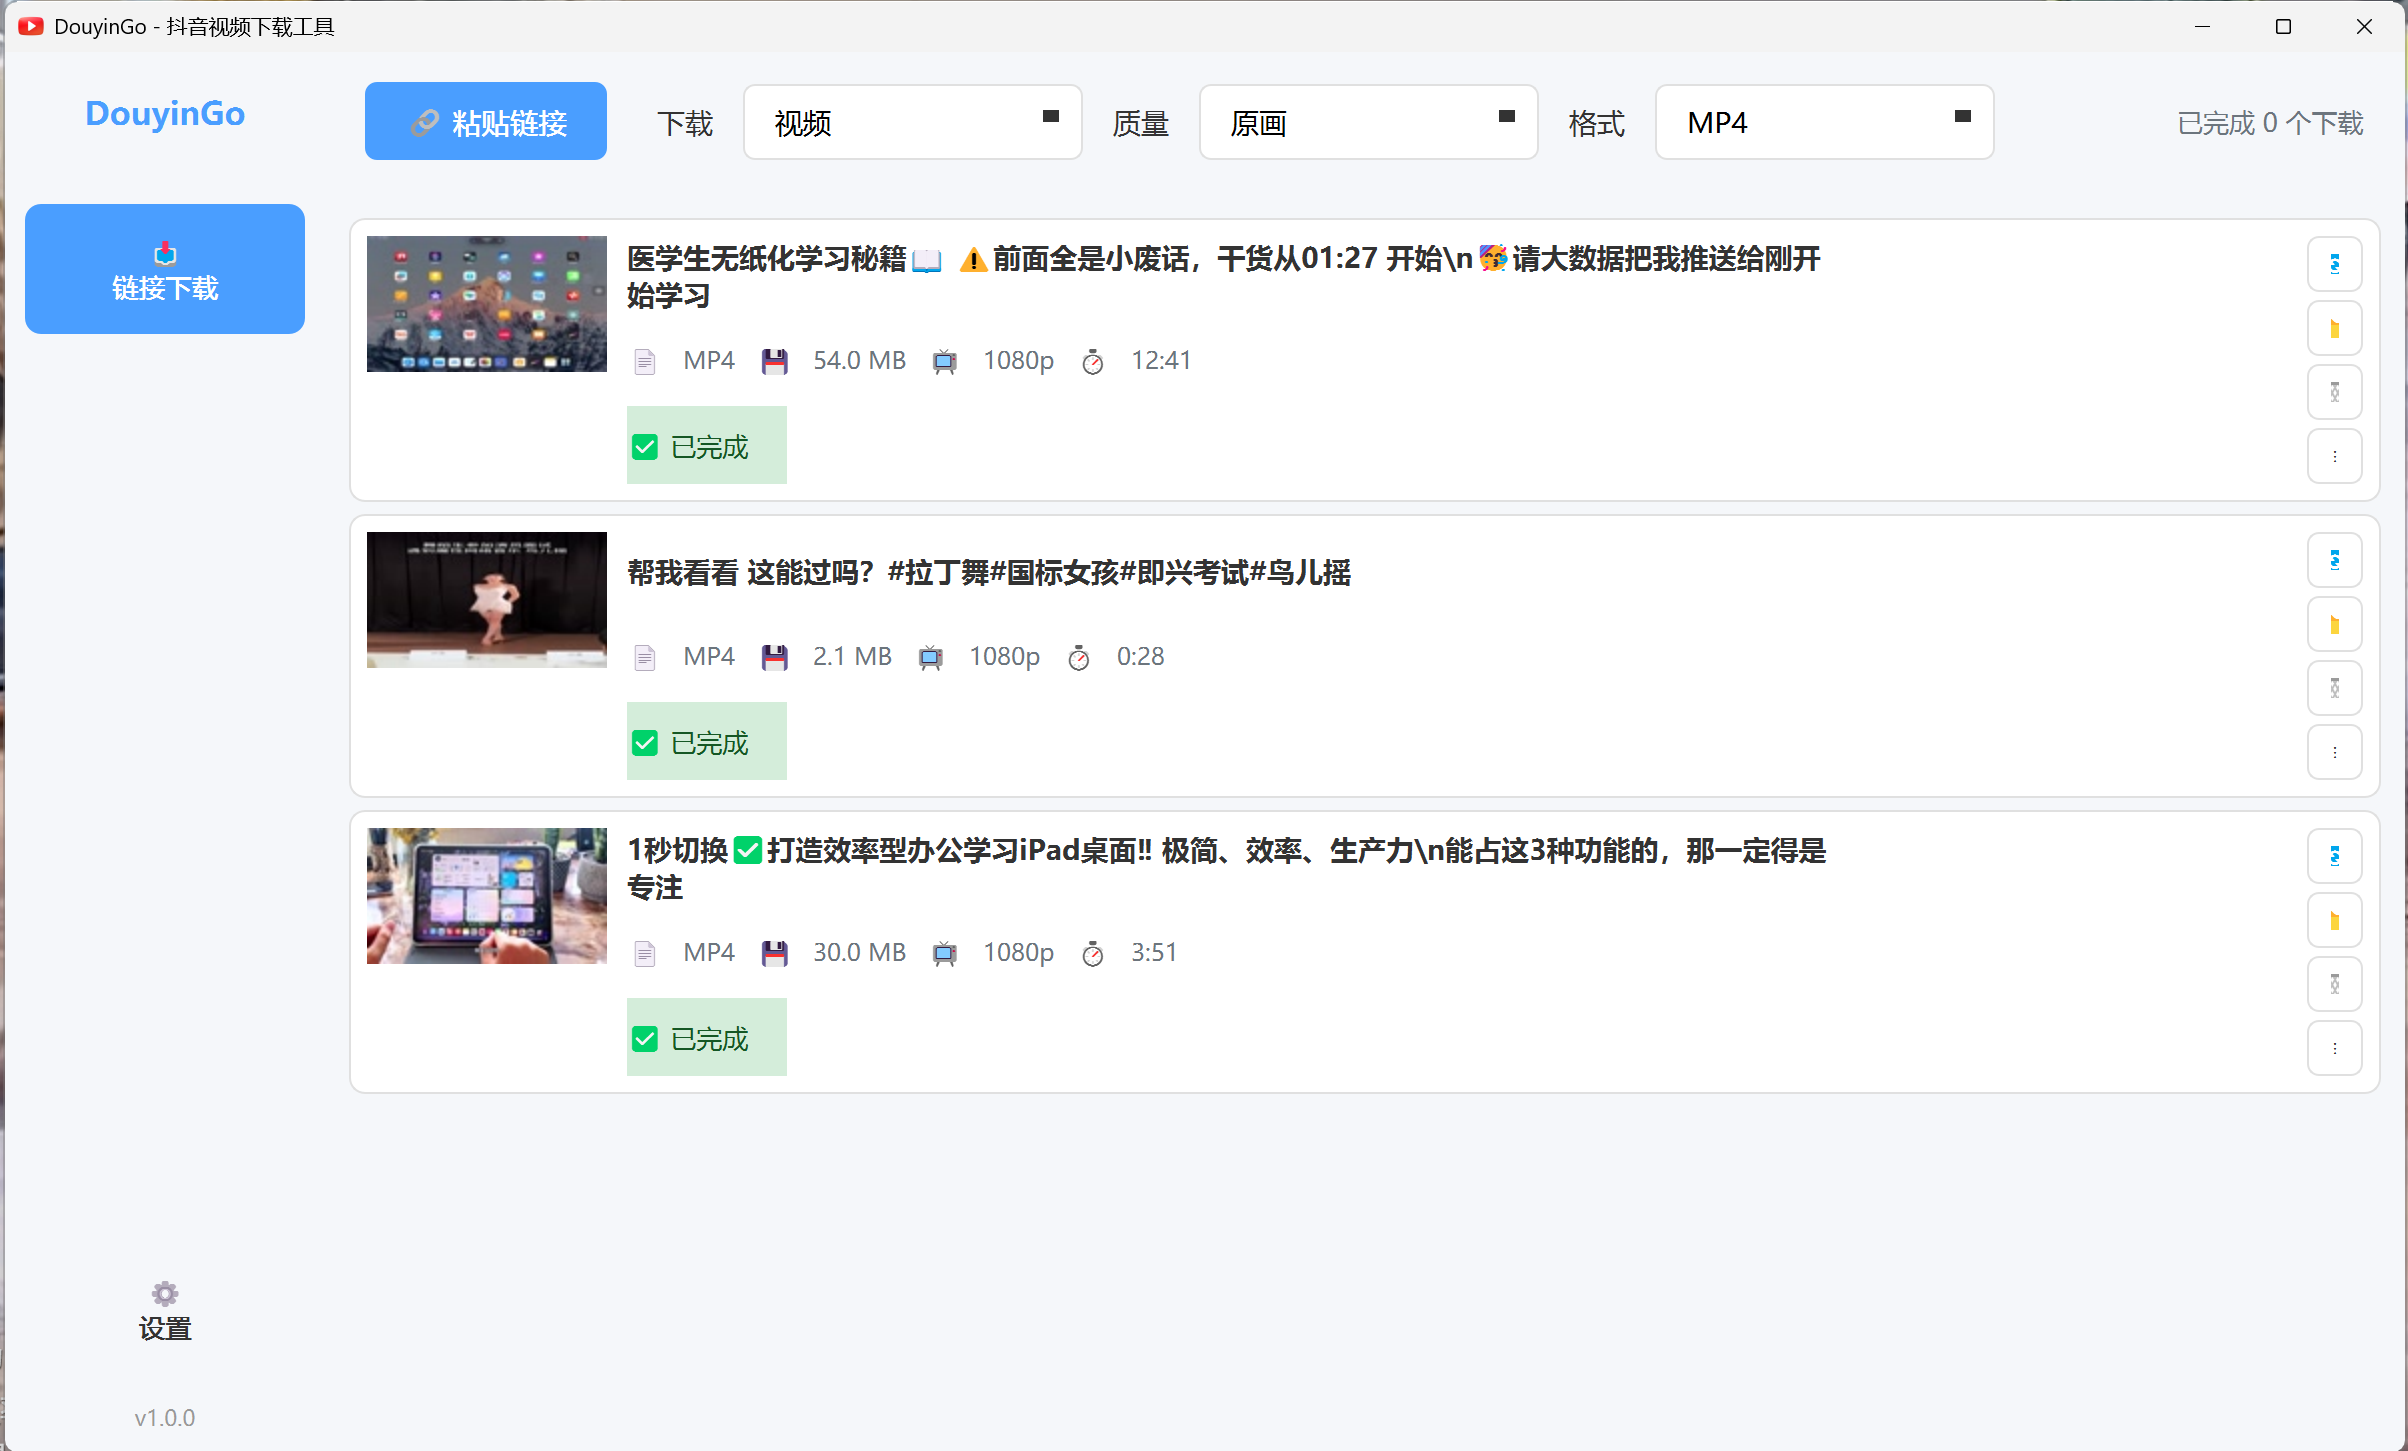 DouyinGo - 抖音视频下载工具
DouyinGo
🔗 粘贴链接 下载 视频 质量 原画 格式 MP4 已完成 0 个下载
链接下载
医学生无纸化学习秘籍📖 ⚠️前面全是小废话，干货从01:27 开始\n🥳请大数据把我推送给刚开
始学习
MP4 54.0 MB 1080p 12:41
✅ 已完成
帮我看看 这能过吗？#拉丁舞#国标女孩#即兴考试#鸟儿摇
MP4 2.1 MB 1080p 0:28
✅ 已完成
1秒切换✅打造效率型办公学习iPad桌面‼️ 极简、效率、生产力\n能占这3种功能的，那一定得是
专注
MP4 30.0 MB 1080p 3:51
✅ 已完成
设置
v1.0.0